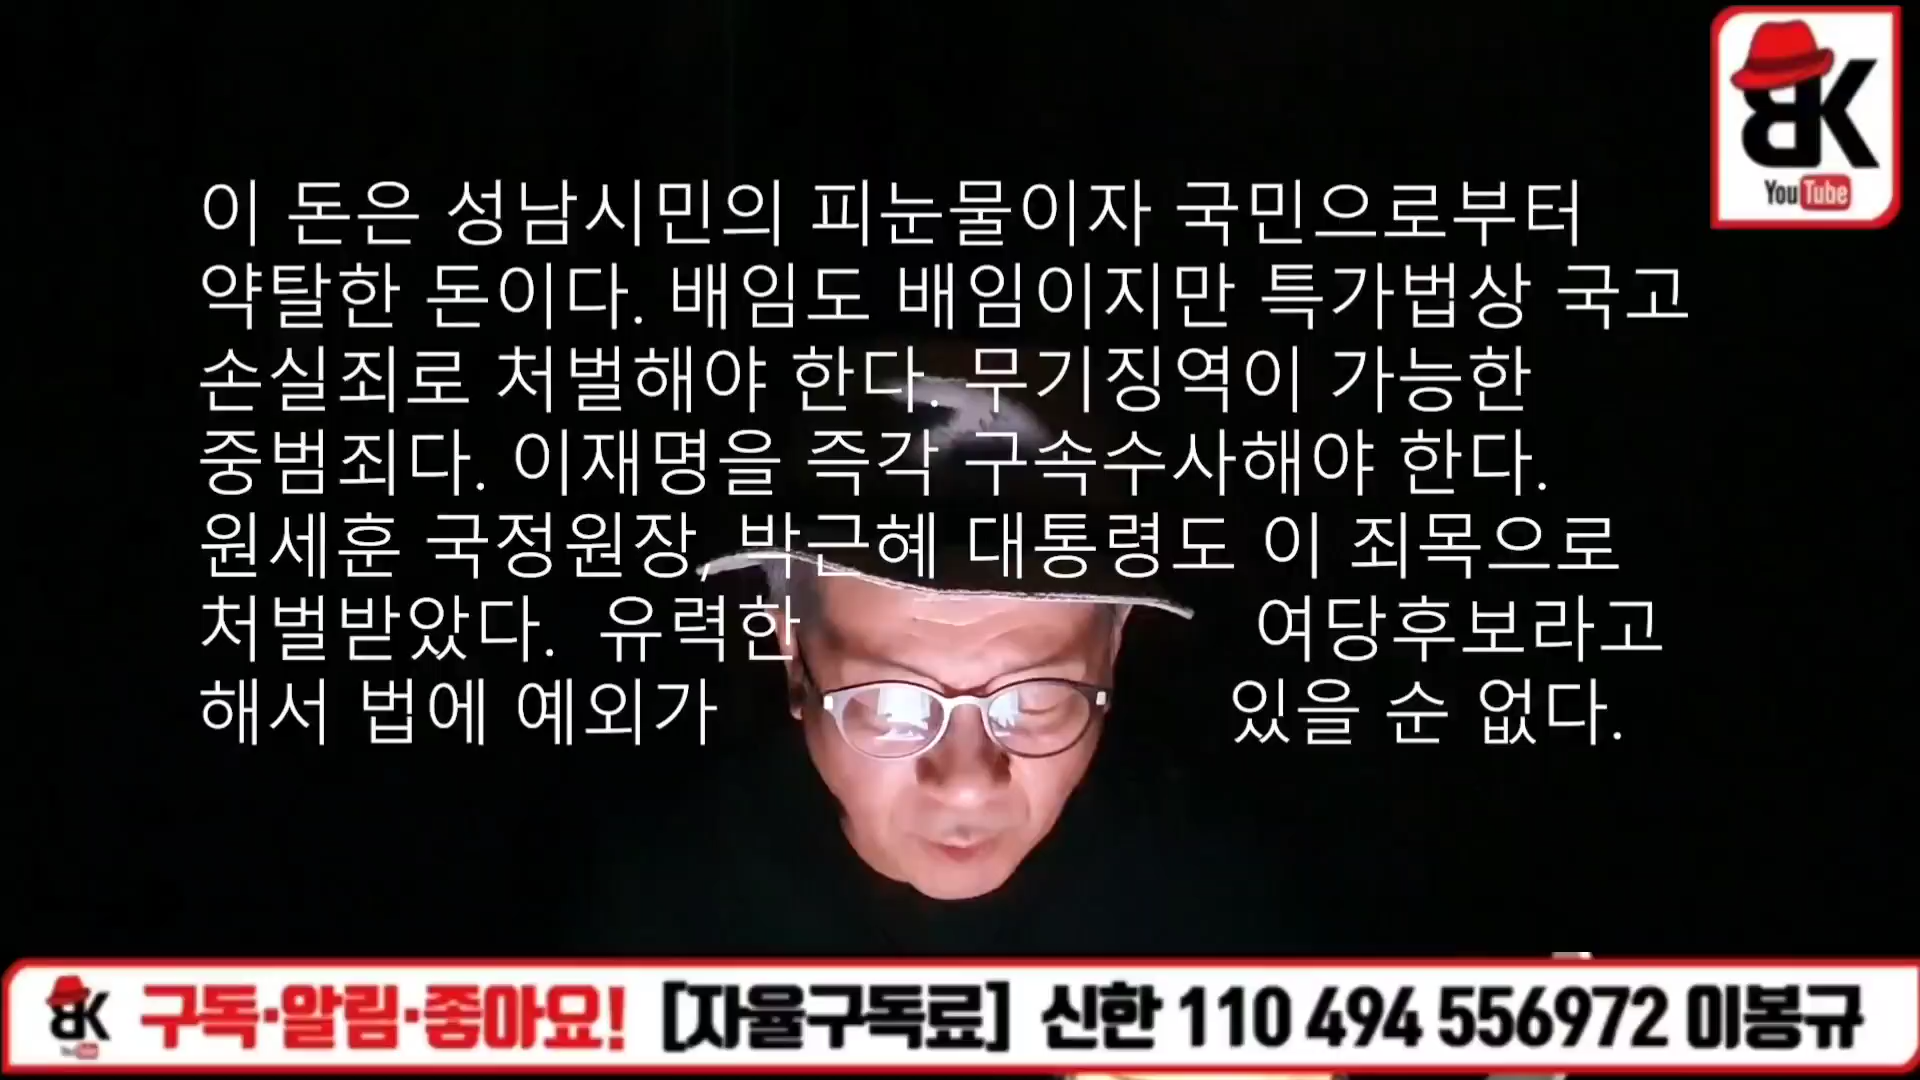 BK
YouTube
이 돈은 성남시민의 피눈물이자 국민으로부터
약탈한 돈이다. 배임도 배임이지만 특가법상 국고
손실죄로 처벌해야 한다. 무기징역이 가능한
중범죄다. 이재명을 즉각 구속수사해야 한다.
원세훈 국정원장, 박근혜 대통령도 이 죄목으로
처벌받았다. 유력한 여당후보라고
해서 법에 예외가 있을 순 없다.
BK 구독·알림·좋아요! [자율구독료] 신한 110 494 556972 이봉규